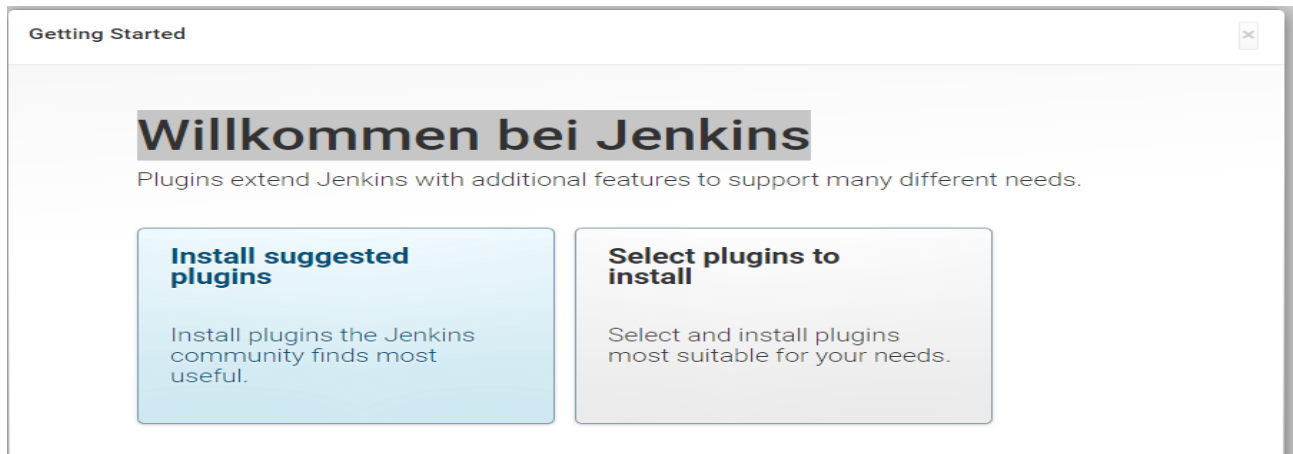 Getting Started
Willkommen bei Jenkins
Plugins extend Jenkins with additional features to support many different needs.
Install suggested
plugins
Install plugins the Jenkins
community finds most
useful.
Select plugins to
install
Select and install plugins
most suitable for your needs.